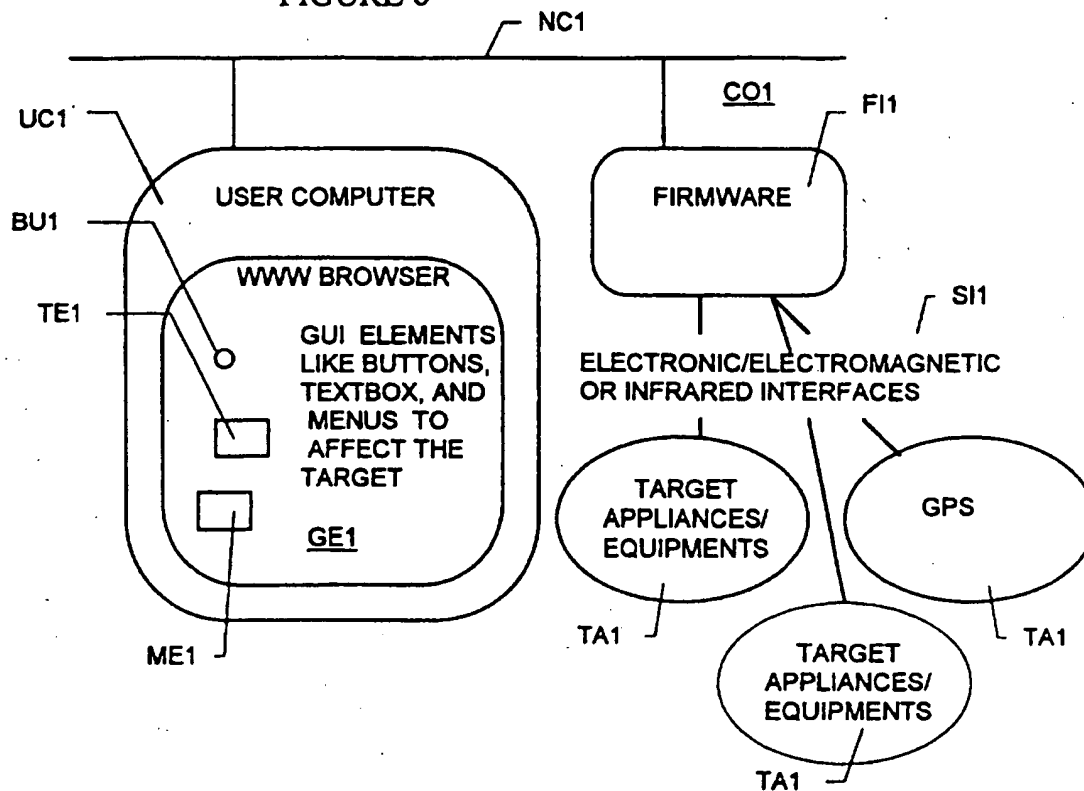 NC1
CO1
UC1
FI1
USER COMPUTER
FIRMWARE
BU1
WWW BROWSER
TE1
SI1
GUI ELEMENTS
LIKE BUTTONS,
TEXTBOX, AND
MENUS TO
AFFECT THE
TARGET
ELECTRONIC/ELECTROMAGNETIC
OR INFRARED INTERFACES
TARGET
APPLIANCES/
EQUIPMENTS
GPS
GE1
ME1
TA1
TA1
TARGET
APPLIANCES/
EQUIPMENTS
TA1